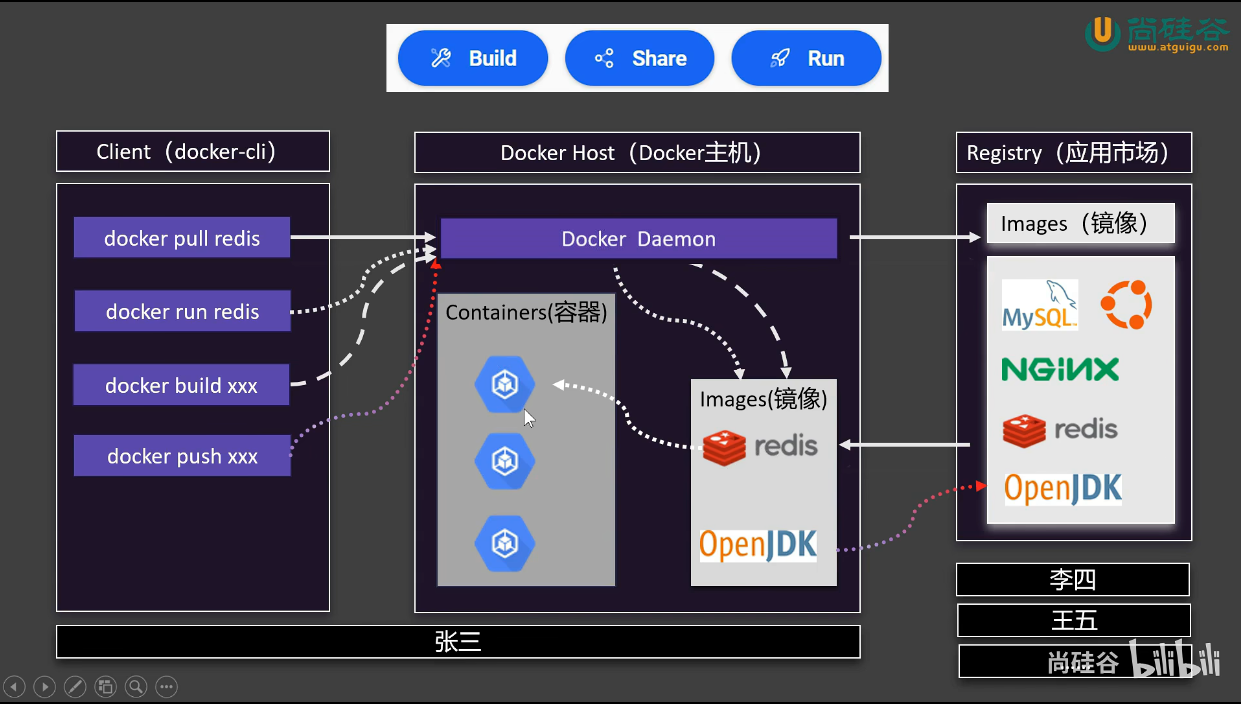 Build
Share
Run
尚硅谷
www.atguigu.com
Client（docker-cli）
docker pull redis
docker run redis
docker build xxx
docker push xxx
Docker Host（Docker主机）
Docker Daemon
Containers(容器)
Images(镜像)
redis
OpenJDK
Registry（应用市场）
Images（镜像）
MySQL
NGINX
redis
OpenJDK
张三
李四
王五
尚硅谷 bilibili